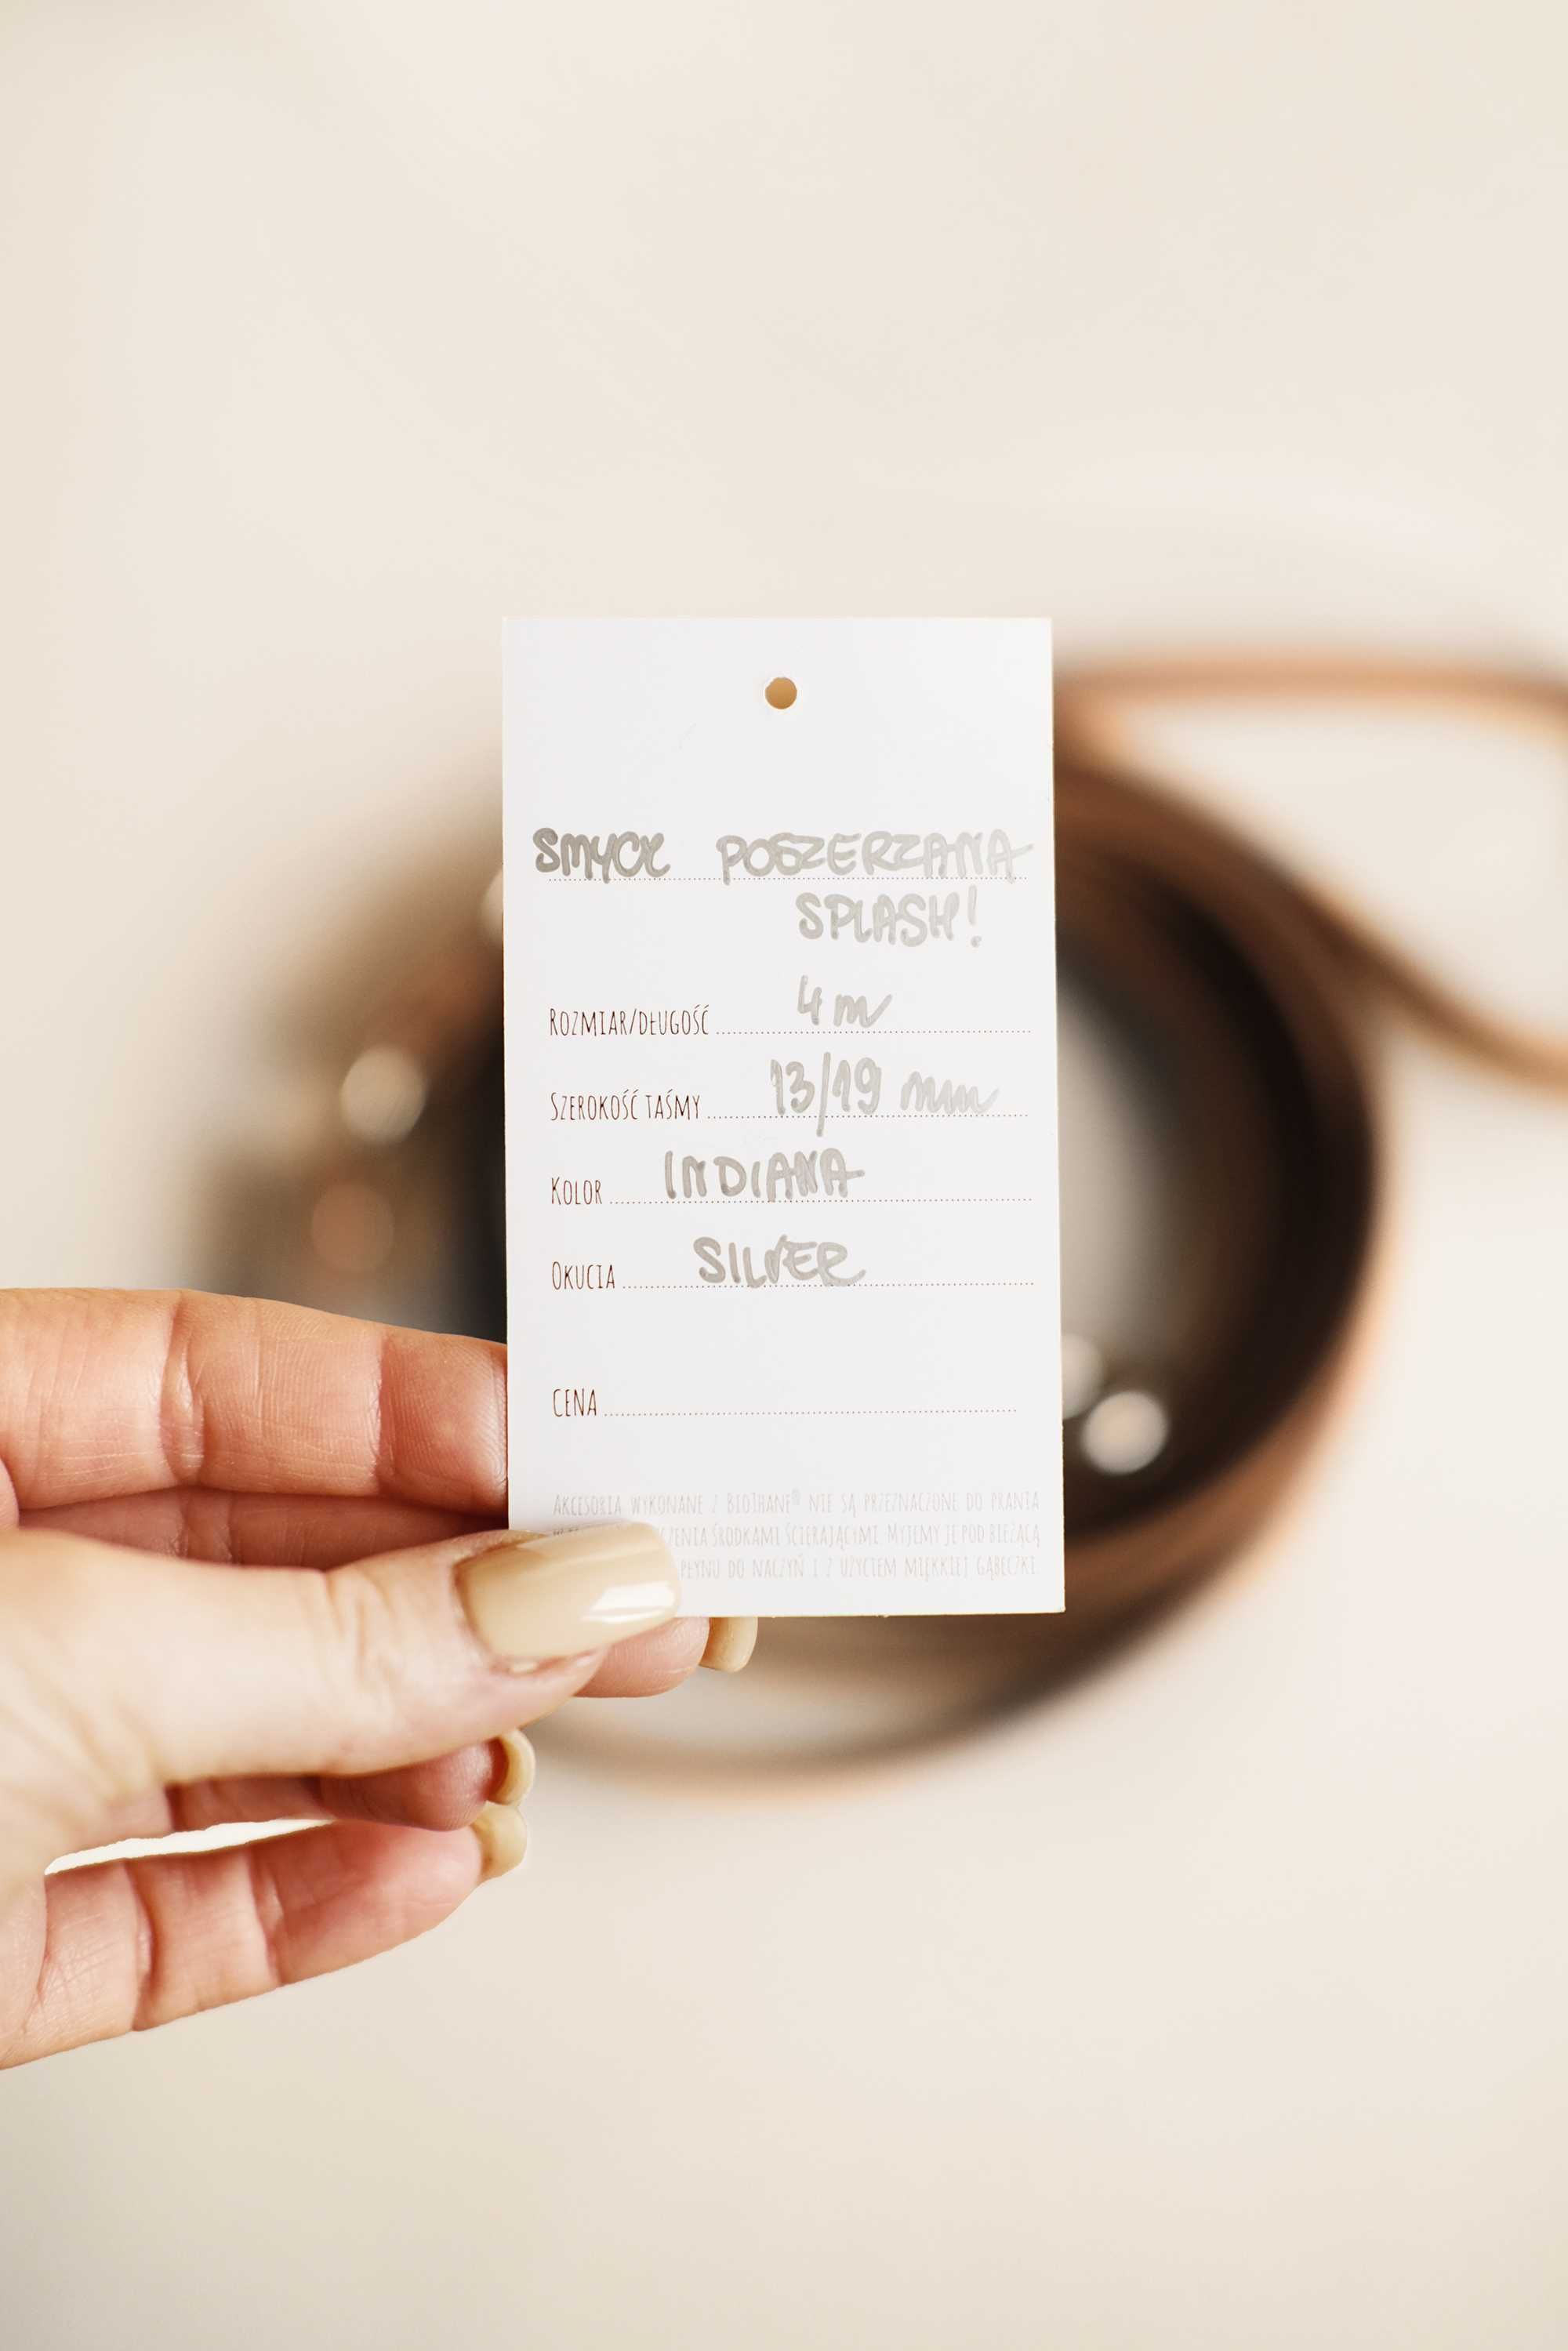 SMYCZ POSZERZANA
SPLASH!
ROZMIAR/DŁUGOŚĆ 4 m
SZEROKOŚĆ TAŚMY 13/19 mm
KOLOR INDIANA
OKUCIA SILVER
CENA
AKCESORIA WYKONANE Z BIOTHANE® NIE SĄ PRZEZNACZONE DO PRANIA
ŚRODKAMI ŚCIERAJĄCYMI. MYJEMY JE POD BIEŻĄCĄ
PŁYNU DO NACZYŃ I Z UŻYCIEM MIĘKKIEJ GĄBECZKI.